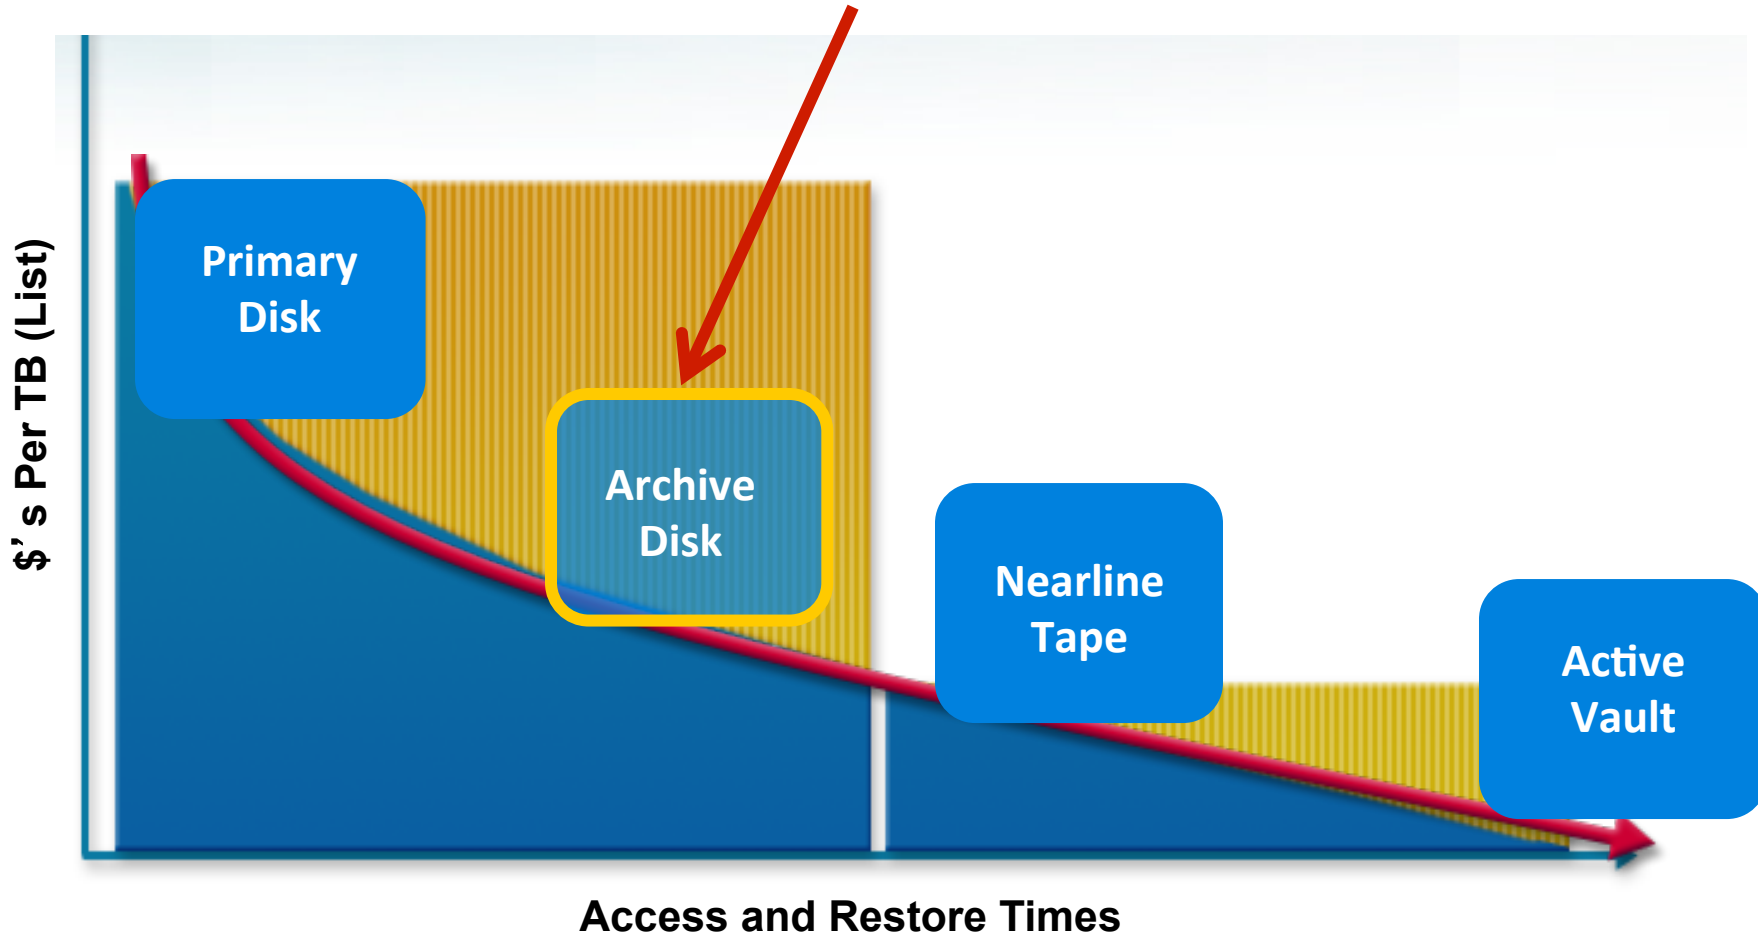 $’ s Per TB (List)
Primary
Disk
Archive
Disk
Nearline
Tape
Active
Vault
Access and Restore Times